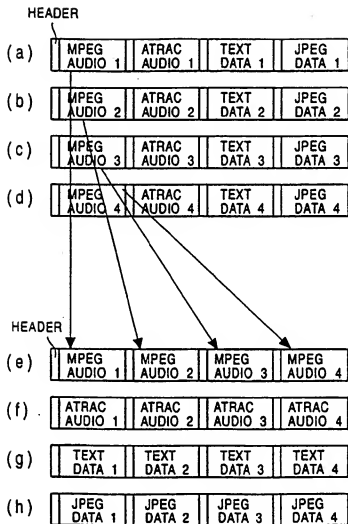 HEADER
(a) MPEG AUDIO 1 ATRAC AUDIO 1 TEXT DATA 1 JPEG DATA 1
(b) MPEG AUDIO 2 ATRAC AUDIO 2 TEXT DATA 2 JPEG DATA 2
(c) MPEG AUDIO 3 ATRAC AUDIO 3 TEXT DATA 3 JPEG DATA 3
(d) MPEG AUDIO 4 ATRAC AUDIO 4 TEXT DATA 4 JPEG DATA 4
HEADER
(e) MPEG AUDIO 1 MPEG AUDIO 2 MPEG AUDIO 3 MPEG AUDIO 4
(f) ATRAC AUDIO 1 ATRAC AUDIO 2 ATRAC AUDIO 3 ATRAC AUDIO 4
(g) TEXT DATA 1 TEXT DATA 2 TEXT DATA 3 TEXT DATA 4
(h) JPEG DATA 1 JPEG DATA 2 JPEG DATA 3 JPEG DATA 4